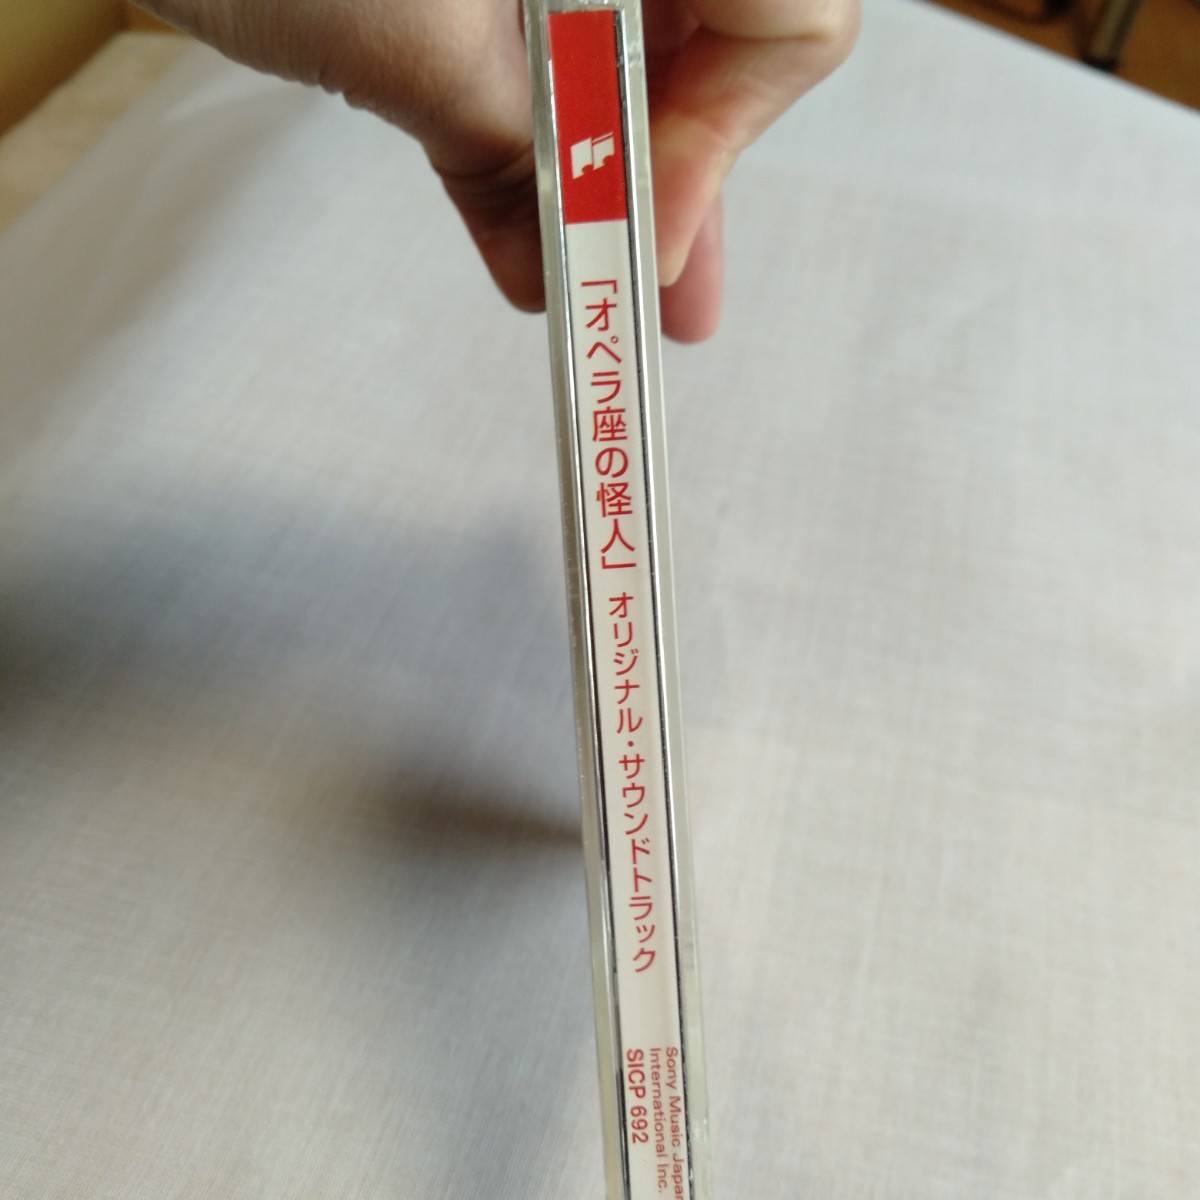 「オペラ座の怪人」 オリジナル・サウンドトラック
Sony Music Japan
International Inc.
SICP 692